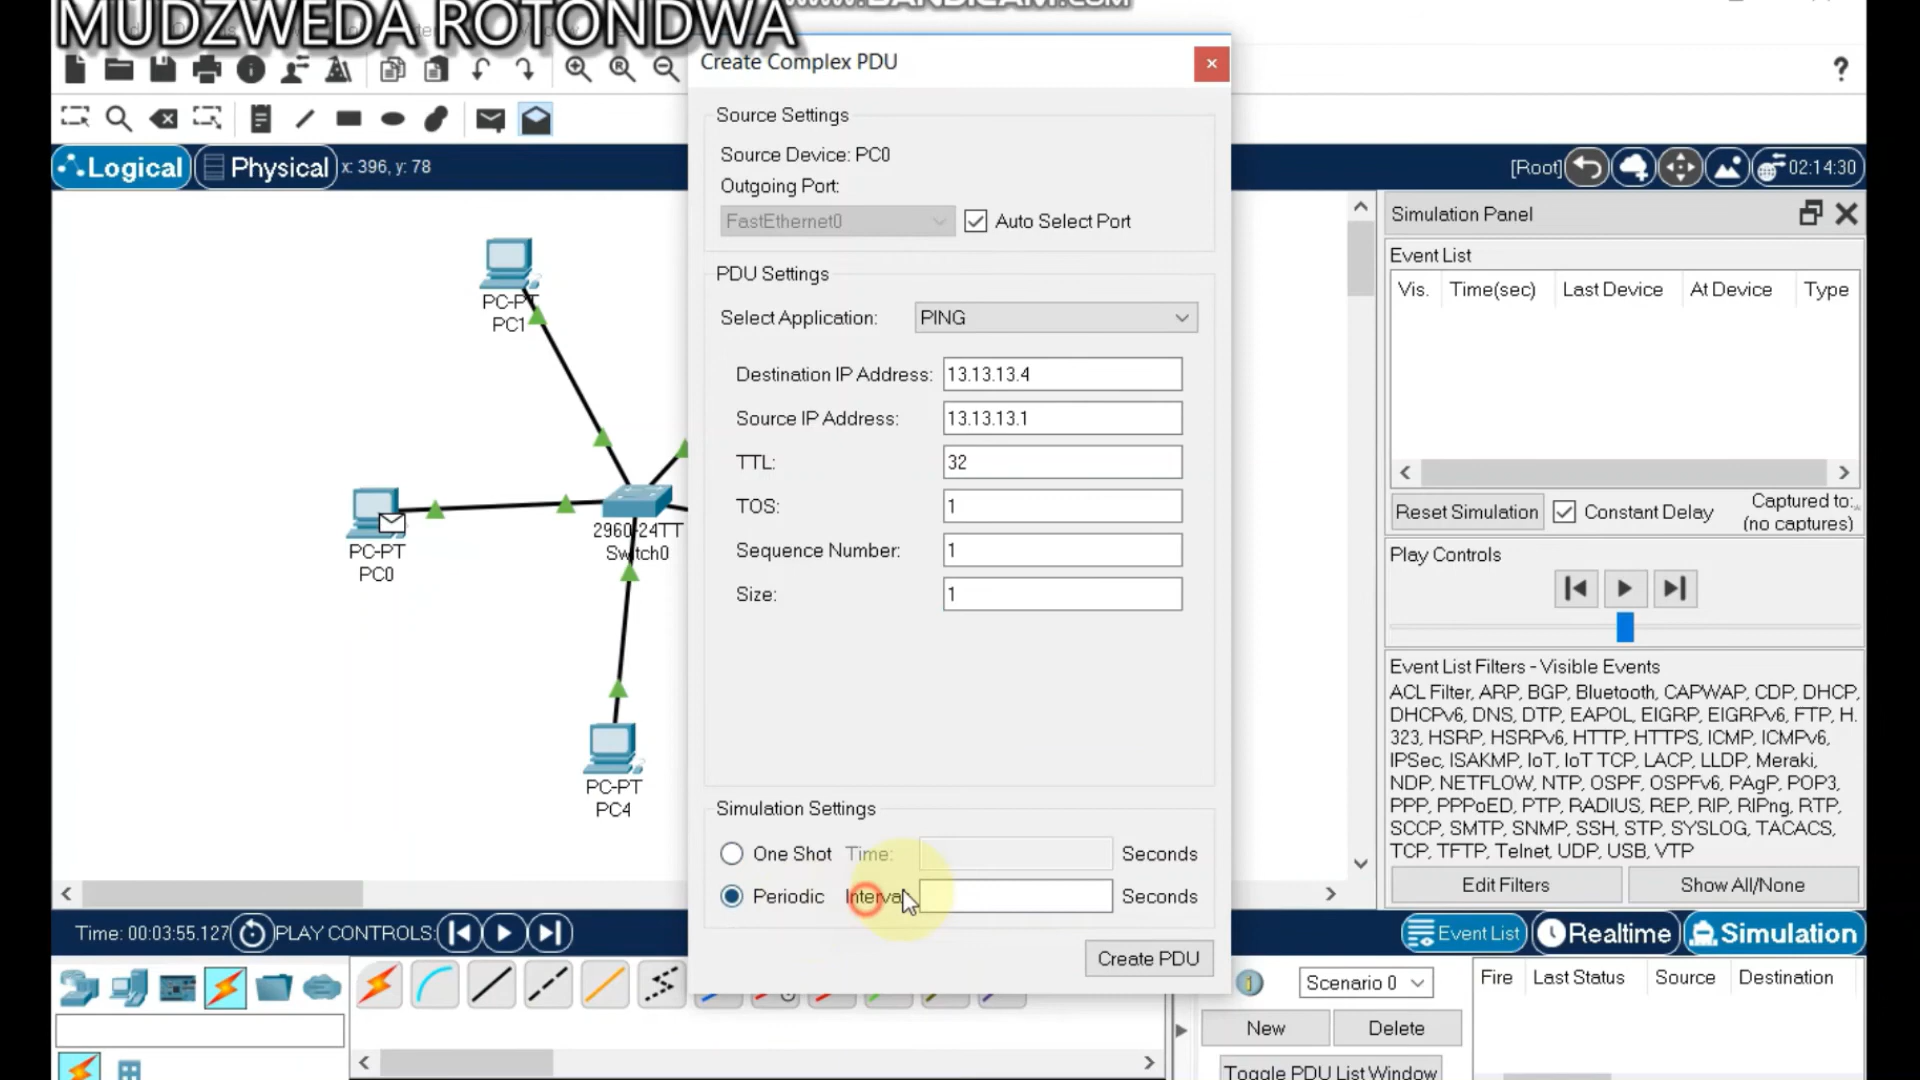 MUDZWEDA ROTONDWA
www.BANDICAM.com
Create Complex PDU
Source Settings
Source Device: PC0
Outgoing Port:
FastEthernet0
Auto Select Port
PDU Settings
Select Application:
PING
Destination IP Address:
13.13.13.4
Source IP Address:
13.13.13.1
TTL:
32
TOS:
1
Sequence Number:
1
Size:
1
Simulation Settings
One Shot
Time:
Seconds
Periodic
Interval
Seconds
Create PDU
?
Logical
Physical
x: 396, y: 78
[Root]
02:14:30
PC-PT
PC1
PC-PT
PC0
2960-24TT
Switch0
PC-PT
PC4
Simulation Panel
Event List
Vis.
Time(sec)
Last Device
At Device
Type
Reset Simulation
Constant Delay
Captured to:
(no captures)
Play Controls
Event List Filters - Visible Events
ACL Filter, ARP, BGP, Bluetooth, CAPWAP, CDP, DHCP,
DHCPv6, DNS, DTP, EAPOL, EIGRP, EIGRPv6, FTP, H.
323, HSRP, HSRPv6, HTTP, HTTPS, ICMP, ICMPv6,
IPSec, ISAKMP, IoT, IoT TCP, LACP, LLDP, Meraki,
NDP, NETFLOW, NTP, OSPF, OSPFv6, PAgP, POP3,
PPP, PPPoED, PTP, RADIUS, REP, RIP, RIPng, RTP,
SCCP, SMTP, SNMP, SSH, STP, SYSLOG, TACACS,
TCP, TFTP, Telnet, UDP, USB, VTP
Edit Filters
Show All/None
Time: 00:03:55.127
PLAY CONTROLS:
Event List
Realtime
Simulation
Scenario 0
New
Delete
Toggle PDU List Window
Fire
Last Status
Source
Destination